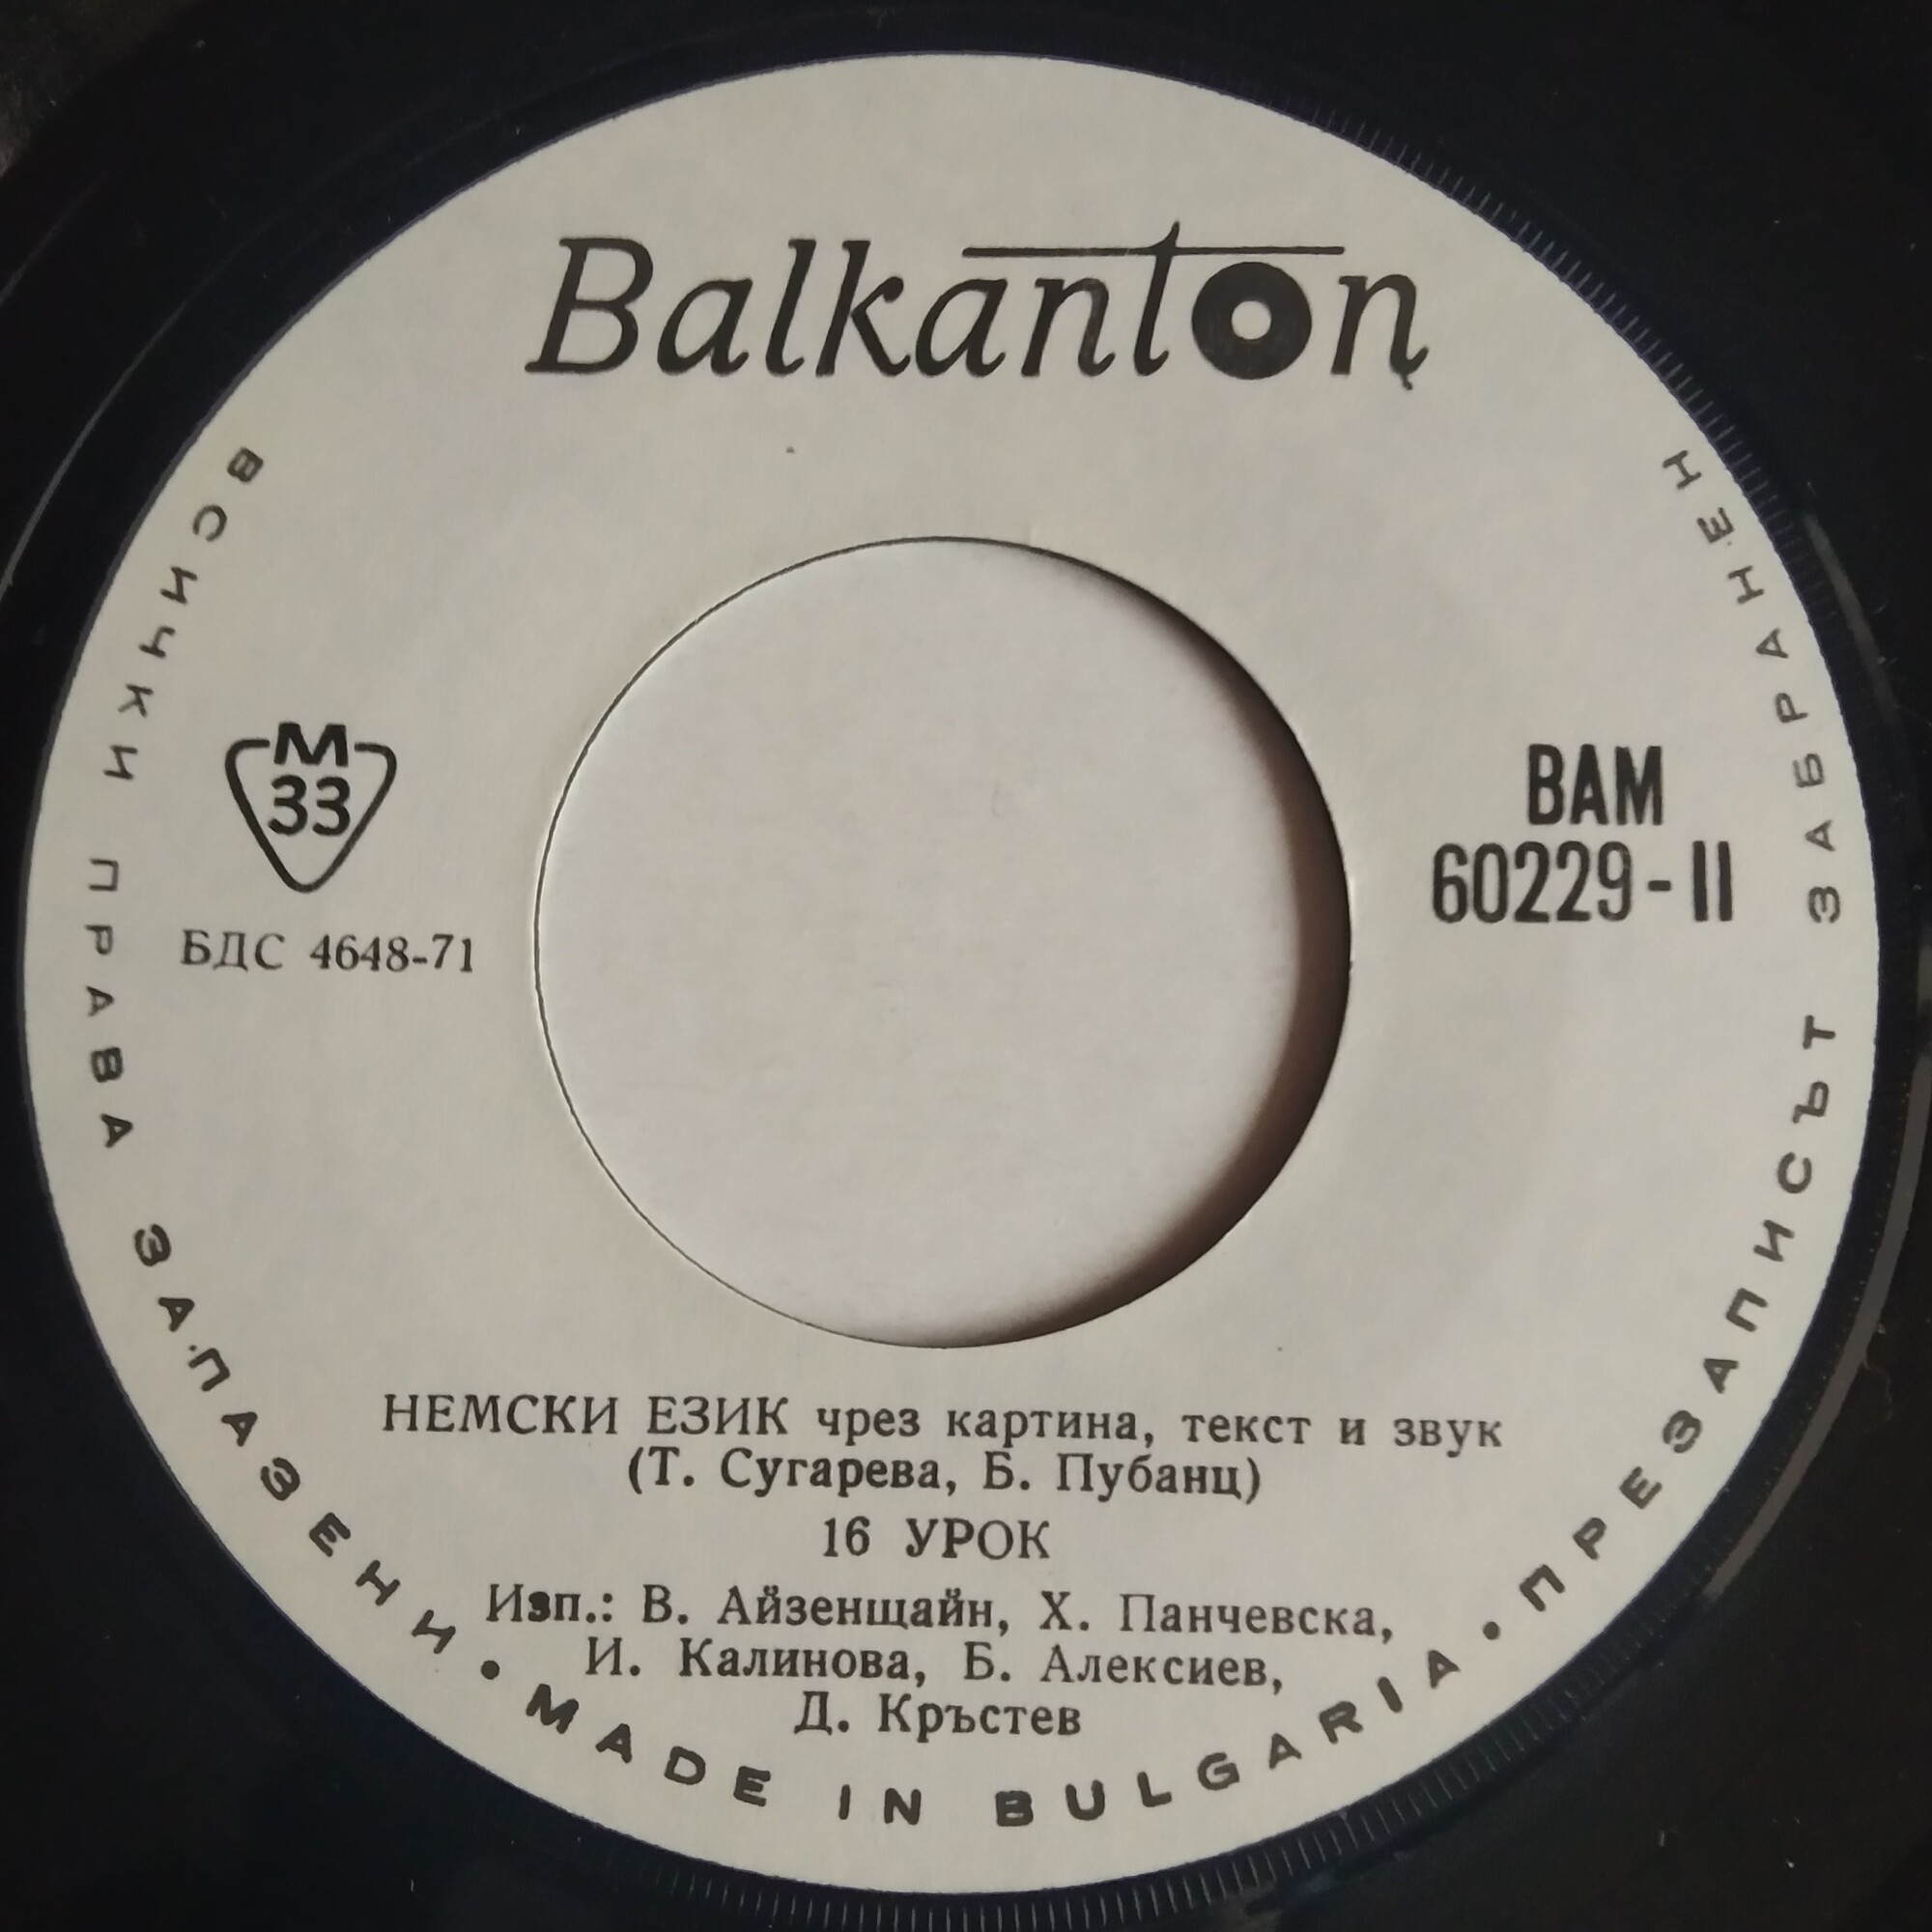 Balkanton
М
33
БДС 4648-71
ВАМ
60229-II
НЕМСКИ ЕЗИК чрез картина, текст и звук
(Т. Сугарева, Б. Пубанц)
16 УРОК
Изп.: В. Айзенщайн, Х. Панчевска,
И. Калинова, Б. Алексиев,
Д. Кръстев
ВСИЧКИ ПРАВА ЗАПАЗЕНИ • MADE IN BULGARIA • ПРЕЗАПИСЪТ ЗАБРАНЕН